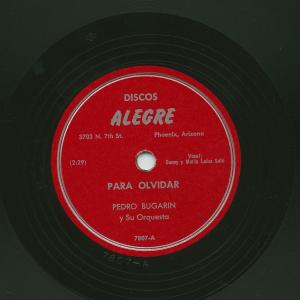 DISCOS
ALEGRE
3703 N. 7th St. Phoenix, Arizona
(2:29) Vocal:
Danny y Maria Luisa Soto
PARA OLVIDAR
PEDRO BUGARIN
y Su Orquesta
7807-A
7807-A